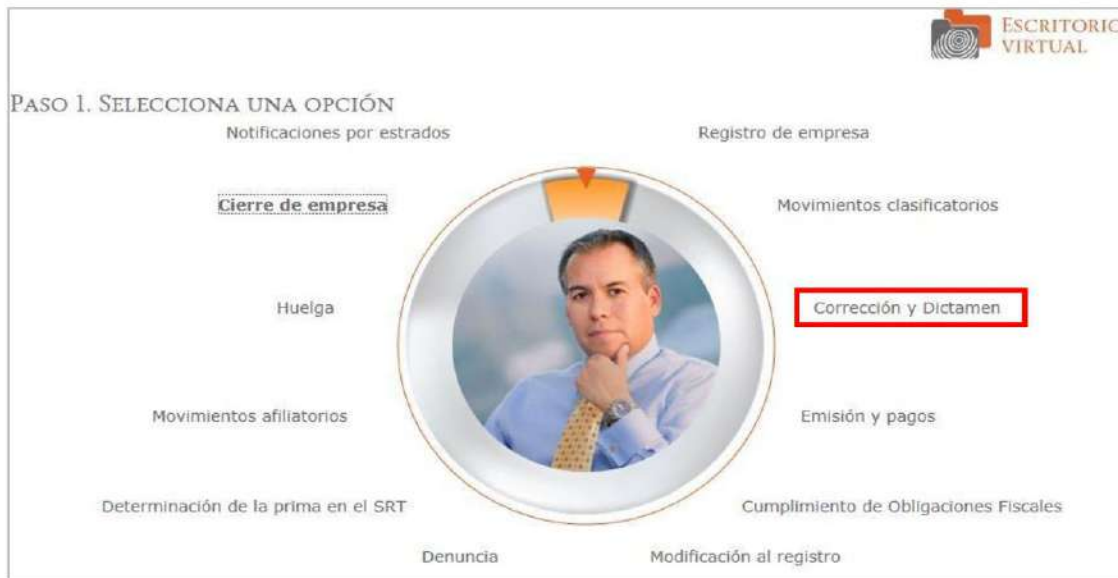 ESCRITORIO
VIRTUAL
PASO 1. SELECCIONA UNA OPCIÓN
Notificaciones por estrados
Registro de empresa
Cierre de empresa
Movimientos clasificatorios
Huelga
Corrección y Dictamen
Movimientos afiliatorios
Emisión y pagos
Determinación de la prima en el SRT
Cumplimiento de Obligaciones Fiscales
Denuncia
Modificación al registro